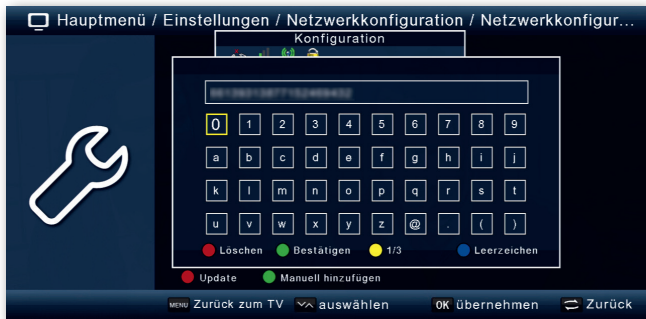 Hauptmenü / Einstellungen / Netzwerkkonfiguration / Netzwerkkonfigur...
Konfiguration
0 1 2 3 4 5 6 7 8 9
a b c d e f g h i j
k l m n o p q r s t
u v w x y z @ . ( )
Löschen Bestätigen 1/3 Leerzeichen
Update Manuell hinzufügen
MENU Zurück zum TV auswählen OK übernehmen Zurück